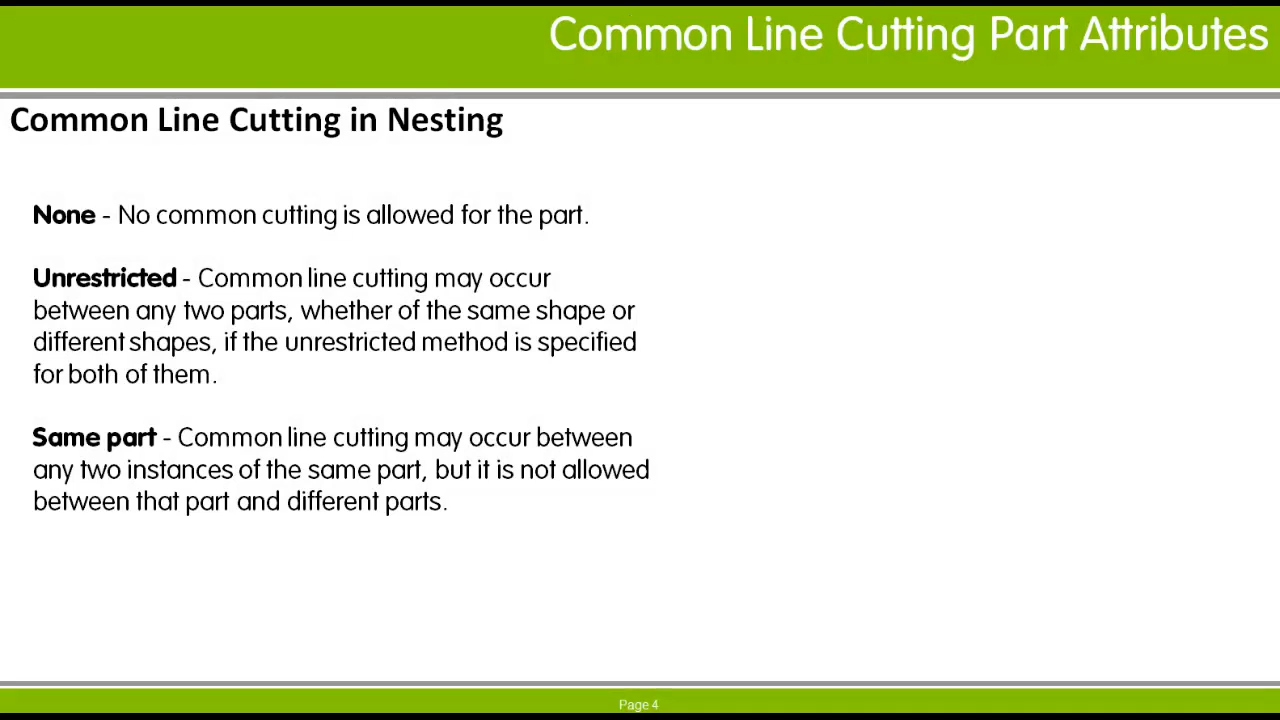 Common Line Cutting Part Attributes
Common Line Cutting in Nesting
None - No common cutting is allowed for the part.
Unrestricted - Common line cutting may occur
between any two parts, whether of the same shape or
different shapes, if the unrestricted method is specified
for both of them.
Same part - Common line cutting may occur between
any two instances of the same part, but it is not allowed
between that part and different parts.
Page 4